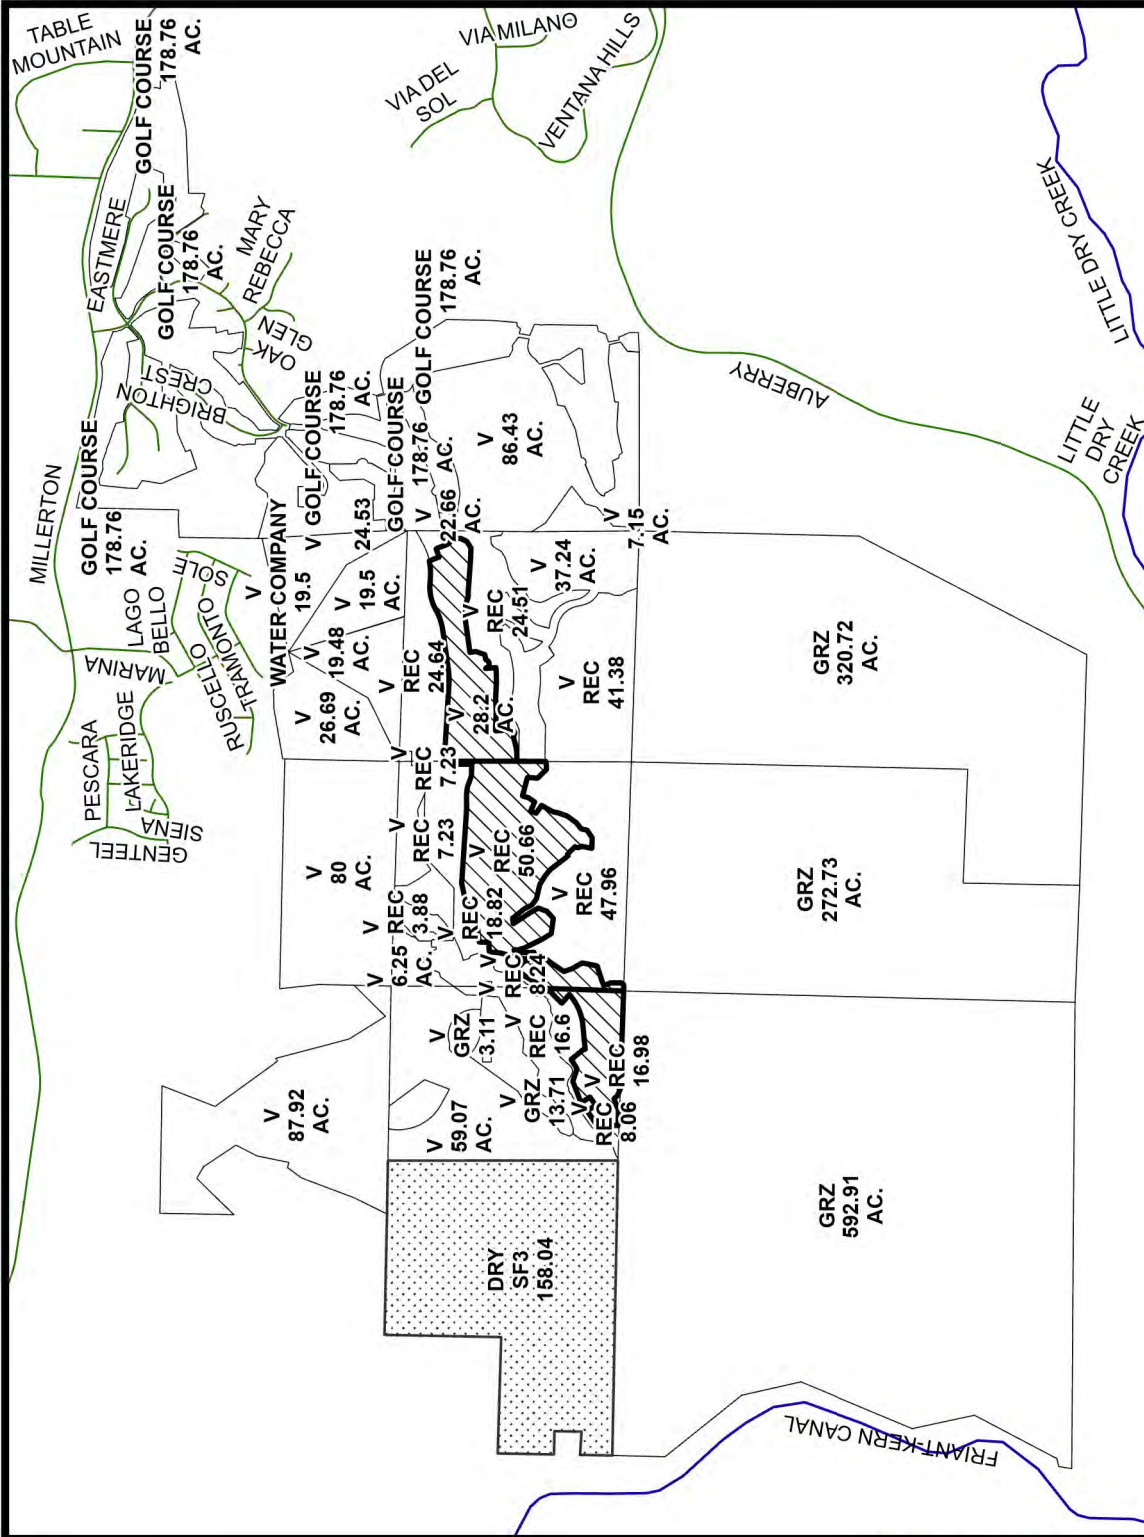 TABLE
MOUNTAIN
GOLF COURSE
178.76
AC.
VIA MILANO
VIA DEL
SOL
VENTANA HILLS
LITTLE DRY CREEK
EASTMERE
GOLF COURSE
178.76
AC.
MARY
REBECCA
OAK
GLEN
BRIGHTON
CREST
GOLF COURSE
178.76
AC.
AUBERRY
LITTLE
DRY
CREEK
MILLERTON
GOLF COURSE
178.76
AC.
V
GOLF COURSE
178.76
AC.
24.53
GOLF COURSE
178.76
AC.
V
22.66
AC.
V
86.43
AC.
V
7.15
AC.
SOLE
LAGO
BELLO
MARINA
RUSCELLO
TRAMONTO
WATER COMPANY
V
19.5
V
19.5
AC.
V
19.48
AC.
V
26.69
AC.
V
REC
24.64
V
REC
24.51
V
37.24
AC.
V
REC
41.38
V
28.2
AC.
GRZ
320.72
AC.
PESCARA
LAKERIDGE
SIENA
GENTEEL
V
80
AC.
V
REC
7.23
V
REC
7.23
V
REC
3.88
V
REC
18.82
V
REC
50.66
V
REC
47.96
GRZ
272.73
AC.
V
6.25
AC.
V
V
REC
8.24
V
GRZ
3.11
V
REC
16.6
V
REC
16.98
V
GRZ
13.71
V
REC
8.06
V
87.92
AC.
V
59.07
AC.
DRY
SF3
158.04
GRZ
592.91
AC.
FRIANT-KERN CANAL